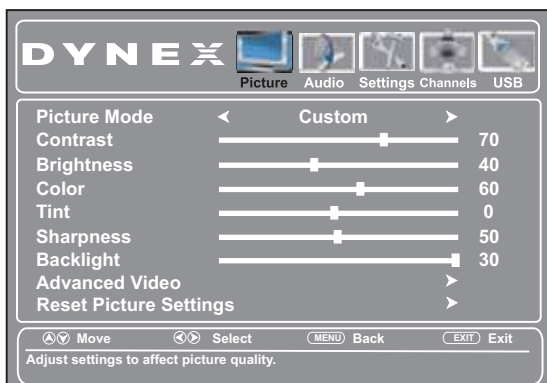 DYNEX
Picture Audio Settings Channels USB
Picture Mode Custom
Contrast 70
Brightness 40
Color 60
Tint 0
Sharpness 50
Backlight 30
Advanced Video
Reset Picture Settings
Move Select MENU Back EXIT Exit
Adjust settings to affect picture quality.